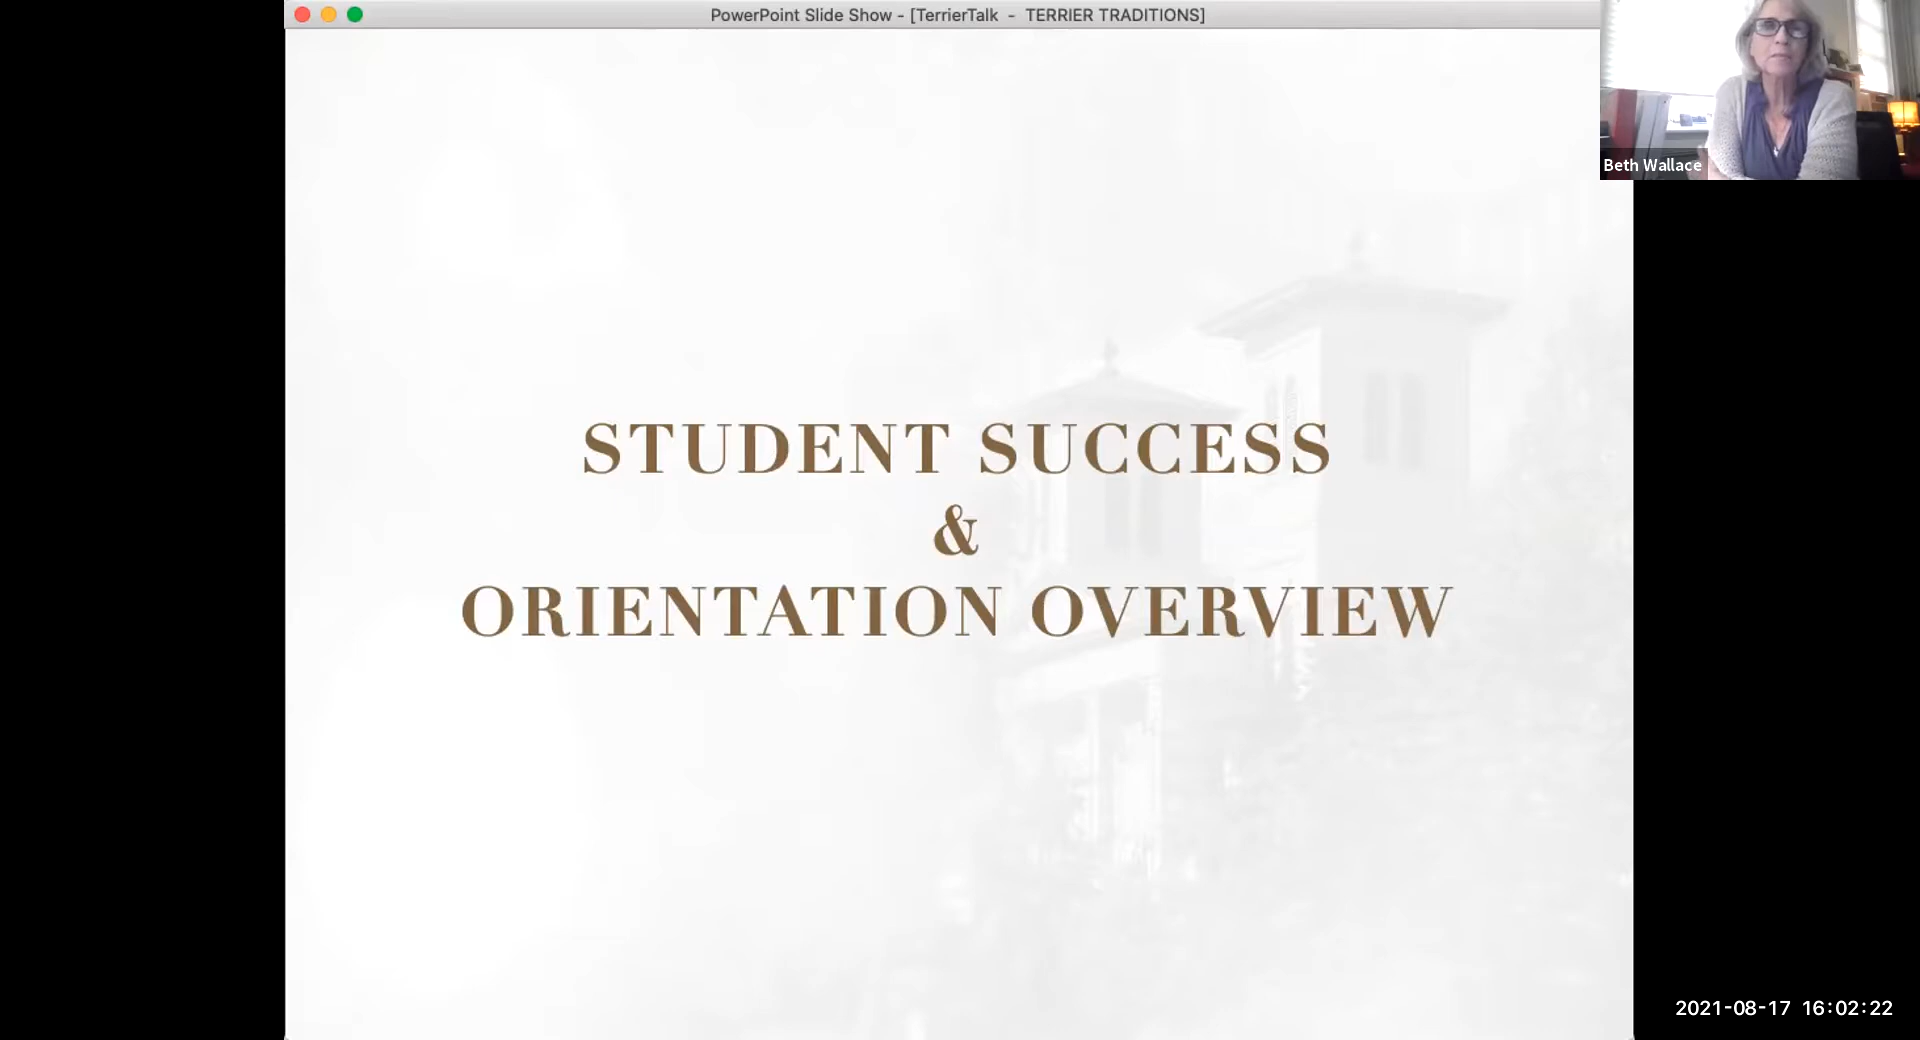 PowerPoint Slide Show - [TerrierTalk - TERRIER TRADITIONS]
Beth Wallace
STUDENT SUCCESS
&
ORIENTATION OVERVIEW
2021-08-17 16:02:22